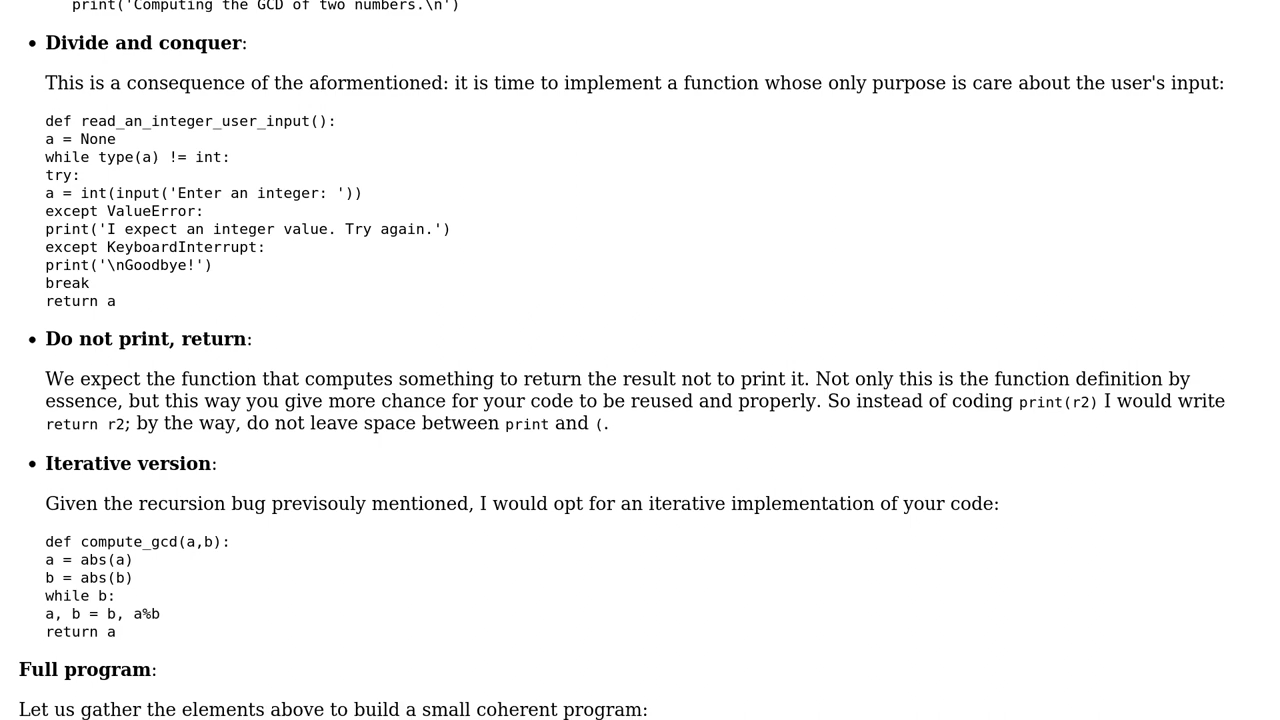 print('Computing the GCD of two numbers.\n')
• Divide and conquer:
This is a consequence of the aformentioned: it is time to implement a function whose only purpose is care about the user's input:
def read_an_integer_user_input():
a = None
while type(a) != int:
try:
a = int(input('Enter an integer: '))
except ValueError:
print('I expect an integer value. Try again.')
except KeyboardInterrupt:
print('\nGoodbye!')
break
return a
• Do not print, return:
We expect the function that computes something to return the result not to print it. Not only this is the function definition by
essence, but this way you give more chance for your code to be reused and properly. So instead of coding print(r2) I would write
return r2; by the way, do not leave space between print and (.
• Iterative version:
Given the recursion bug previsouly mentioned, I would opt for an iterative implementation of your code:
def compute_gcd(a,b):
a = abs(a)
b = abs(b)
while b:
a, b = b, a%b
return a
Full program:
Let us gather the elements above to build a small coherent program: